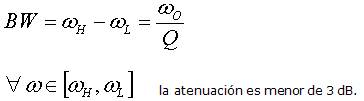 BW = ω_H − ω_L = ω_O / Q
∀ ω ∈ [ω_H, ω_L] la atenuación es menor de 3 dB.